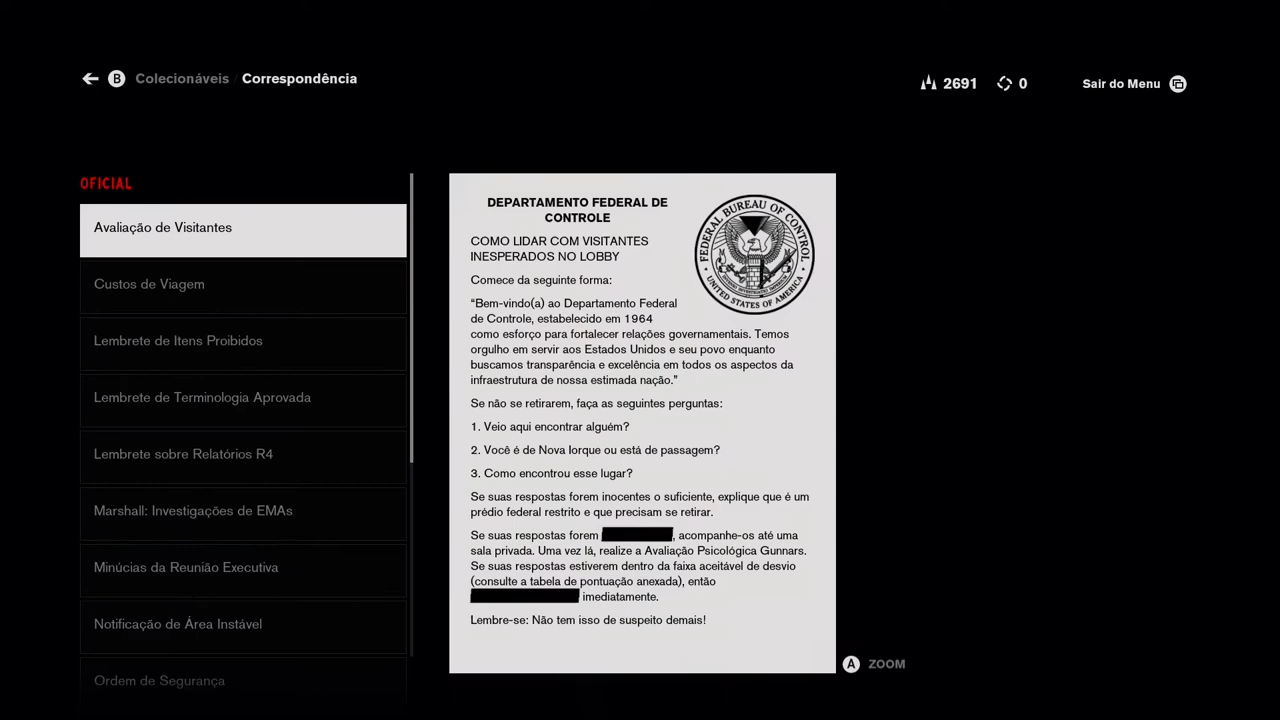 B Colecionáveis / Correspondência
2691
0
Sair do Menu
OFICIAL
Avaliação de Visitantes
Custos de Viagem
Lembrete de Itens Proibidos
Lembrete de Terminologia Aprovada
Lembrete sobre Relatórios R4
Marshall: Investigações de EMAs
Minúcias da Reunião Executiva
Notificação de Área Instável
Ordem de Segurança
DEPARTAMENTO FEDERAL DE
CONTROLE
FEDERAL BUREAU OF CONTROL
UNITED STATES OF AMERICA
COMO LIDAR COM VISITANTES
INESPERADOS NO LOBBY
Comece da seguinte forma:
“Bem-vindo(a) ao Departamento Federal
de Controle, estabelecido em 1964
como esforço para fortalecer relações governamentais. Temos
orgulho em servir aos Estados Unidos e seu povo enquanto
buscamos transparência e excelência em todos os aspectos da
infraestrutura de nossa estimada nação.”
Se não se retirarem, faça as seguintes perguntas:
1. Veio aqui encontrar alguém?
2. Você é de Nova Iorque ou está de passagem?
3. Como encontrou esse lugar?
Se suas respostas forem inocentes o suficiente, explique que é um
prédio federal restrito e que precisam se retirar.
Se suas respostas forem , acompanhe-os até uma
sala privada. Uma vez lá, realize a Avaliação Psicológica Gunnars.
Se suas respostas estiverem dentro da faixa aceitável de desvio
(consulte a tabela de pontuação anexada), então
imediatamente.
Lembre-se: Não tem isso de suspeito demais!
A ZOOM